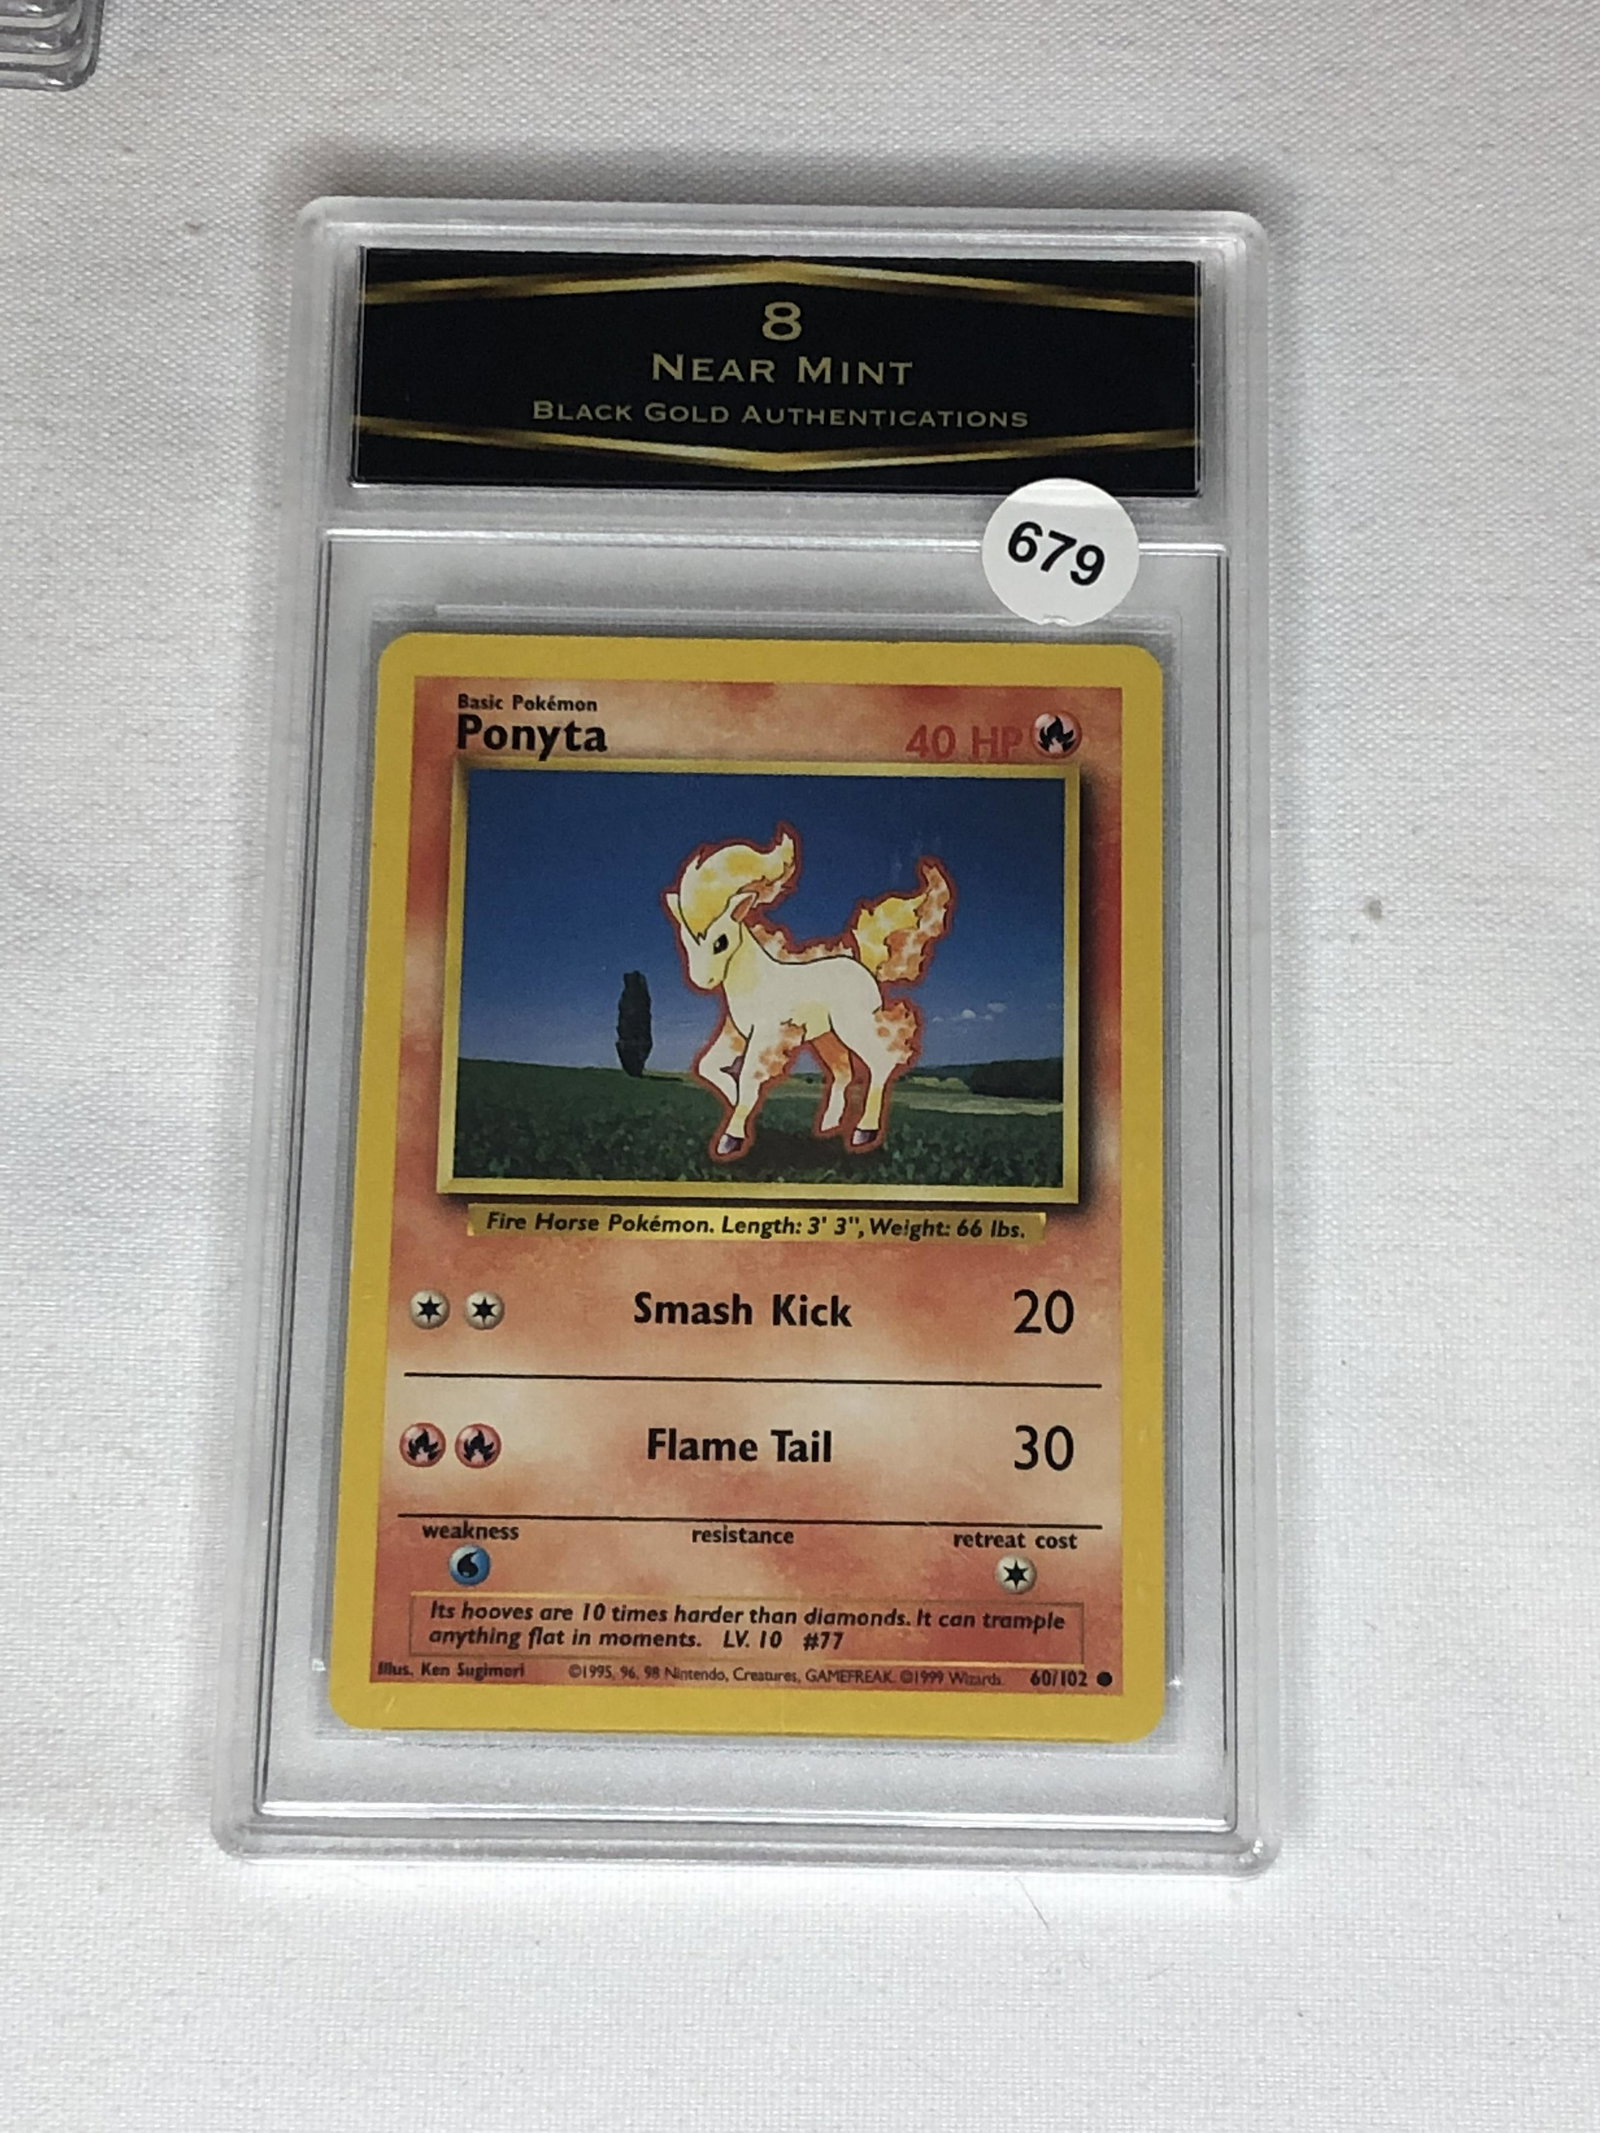 8
NEAR MINT
BLACK GOLD AUTHENTICATIONS
679
Basic Pokémon
Ponyta
40 HP
Fire Horse Pokémon. Length: 3' 3", Weight: 66 lbs.
Smash Kick 20
Flame Tail 30
weakness resistance retreat cost
Its hooves are 10 times harder than diamonds. It can trample
anything flat in moments. LV. 10 #77
Illus. Ken Sugimori ©1995, 96, 98 Nintendo, Creatures, GAMEFREAK. ©1999 Wizards. 60/102